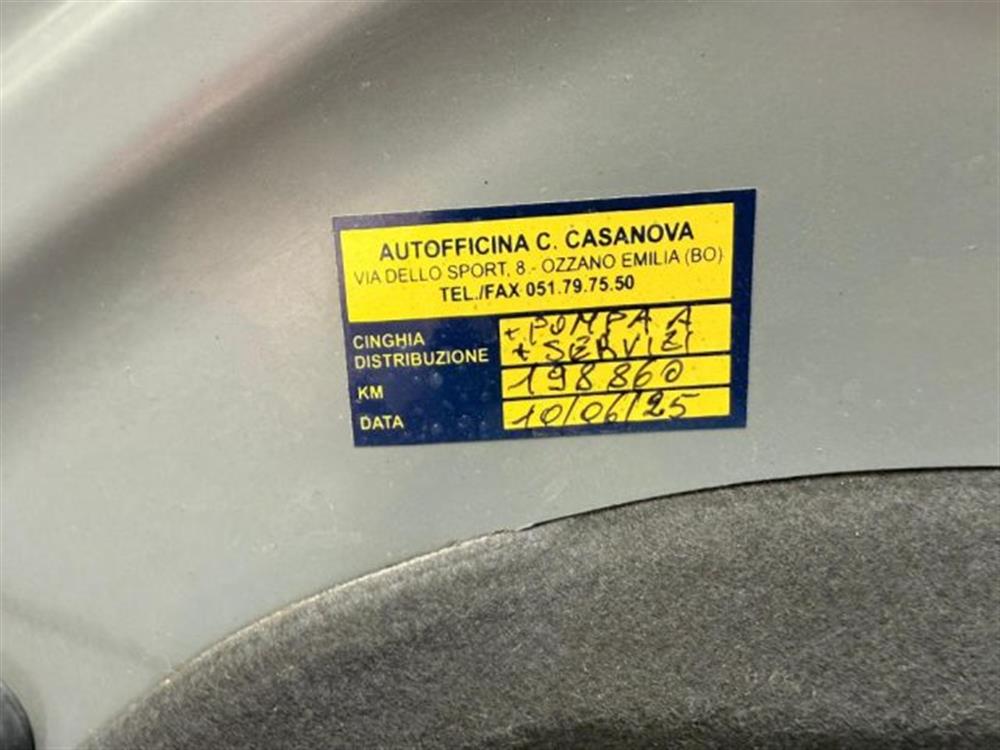 AUTOFFICINA C. CASANOVA
VIA DELLO SPORT, 8 - OZZANO EMILIA (BO)
TEL./FAX 051.79.75.50
CINGHIA DISTRIBUZIONE
+ POMPA A
+ SERVIZI
KM 198860
DATA 10/06/25